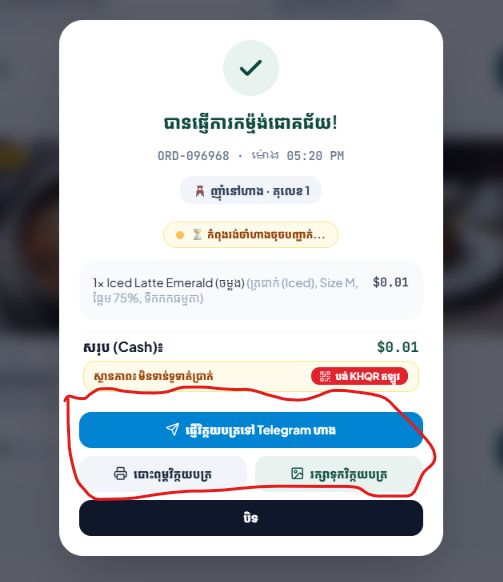 បានផ្ញើការកម្ម៉ង់ជោគជ័យ!
ORD-096968 · ម៉ោង 05:20 PM
ញ៉ាំនៅហាង · តុលេខ 1
កំពុងរង់ចាំហាងចុចបញ្ជាក់...
1x Iced Latte Emerald (ចម្លង) (ត្រជាក់ (Iced), Size M, $0.01
ផ្អែម 75%, ទឹកកកធម្មតា)
សរុប (Cash)៖ $0.01
ស្ថានភាព៖ មិនទាន់ទូទាត់ប្រាក់ បង់ KHQR ឥឡូវ
ផ្ញើវិក្កយបត្រទៅ Telegram ហាង
បោះពុម្ពវិក្កយបត្រ រក្សាទុកវិក្កយបត្រ
បិទ